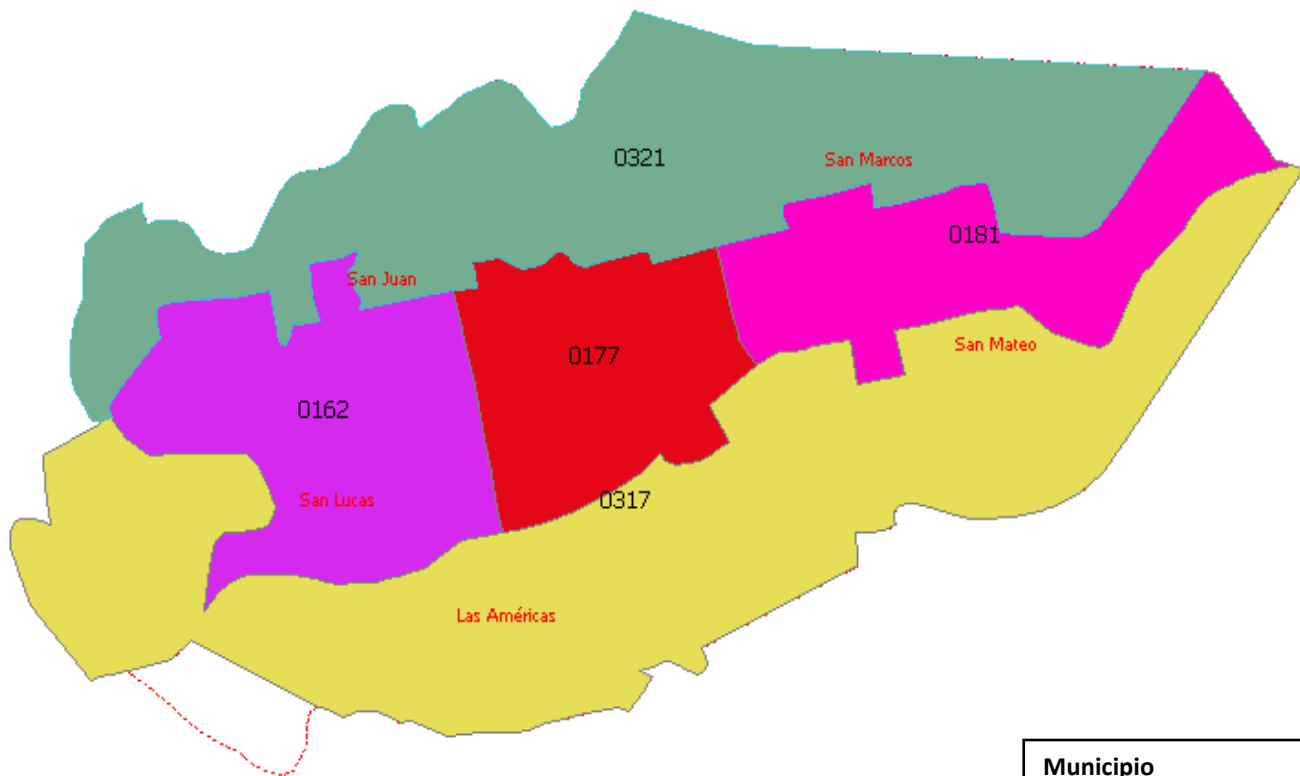 0321
San Marcos
0181
San Juan
0177
San Mateo
0162
San Lucas
0317
Las Américas
Municipio